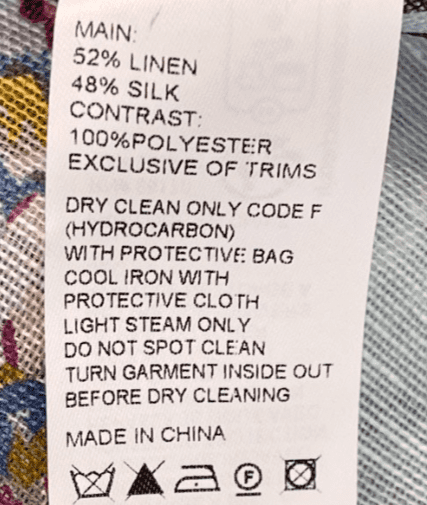 MAIN:
52% LINEN
48% SILK
CONTRAST:
100%POLYESTER
EXCLUSIVE OF TRIMS
DRY CLEAN ONLY CODE F
(HYDROCARBON)
WITH PROTECTIVE BAG
COOL IRON WITH
PROTECTIVE CLOTH
LIGHT STEAM ONLY
DO NOT SPOT CLEAN
TURN GARMENT INSIDE OUT
BEFORE DRY CLEANING
MADE IN CHINA
F